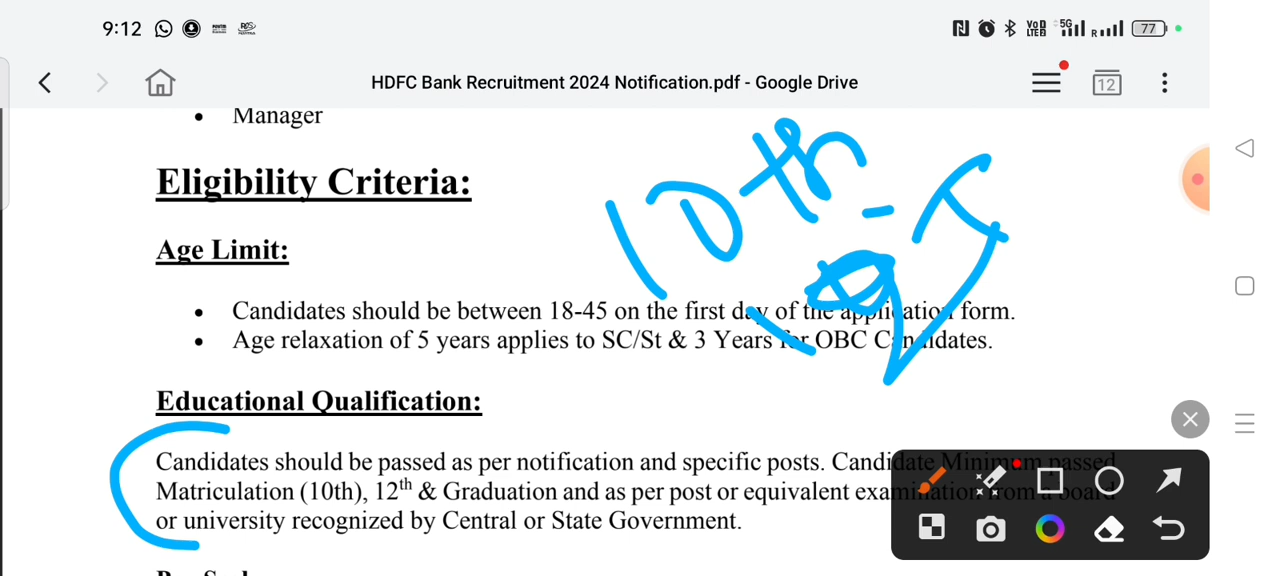 9:12 VoD LTE2 5G R 77
HDFC Bank Recruitment 2024 Notification.pdf - Google Drive 12
Manager
10th
Eligibility Criteria:
Age Limit:
Candidates should be between 18-45 on the first day of the application form.
Age relaxation of 5 years applies to SC/St & 3 Years for OBC Candidates.
Educational Qualification:
Candidates should be passed as per notification and specific posts. Candidate Minimum passed
Matriculation (10th), 12th & Graduation and as per post or equivalent examination from a board
or university recognized by Central or State Government.